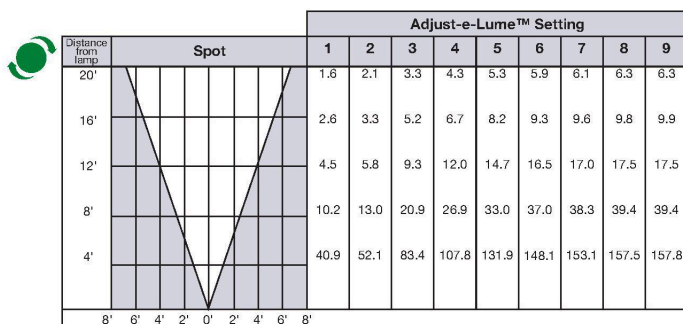 Adjust-e-Lume™ Setting
Distance from lamp Spot 1 2 3 4 5 6 7 8 9
20' 1.6 2.1 3.3 4.3 5.3 5.9 6.1 6.3 6.3
16' 2.6 3.3 5.2 6.7 8.2 9.3 9.6 9.8 9.9
12' 4.5 5.8 9.3 12.0 14.7 16.5 17.0 17.5 17.5
8' 10.2 13.0 20.9 26.9 33.0 37.0 38.3 39.4 39.4
4' 40.9 52.1 83.4 107.8 131.9 148.1 153.1 157.5 157.8
8' 6' 4' 2' 0' 2' 4' 6' 8'